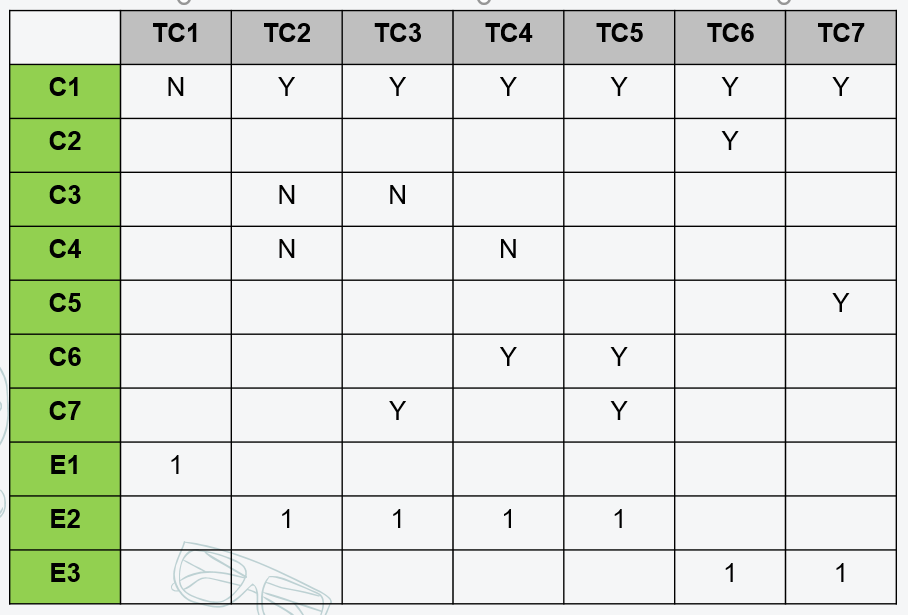 TC1 TC2 TC3 TC4 TC5 TC6 TC7
C1 N Y Y Y Y Y Y
C2 Y
C3 N N
C4 N N
C5 Y
C6 Y Y
C7 Y Y
E1 1
E2 1 1 1 1
E3 1 1